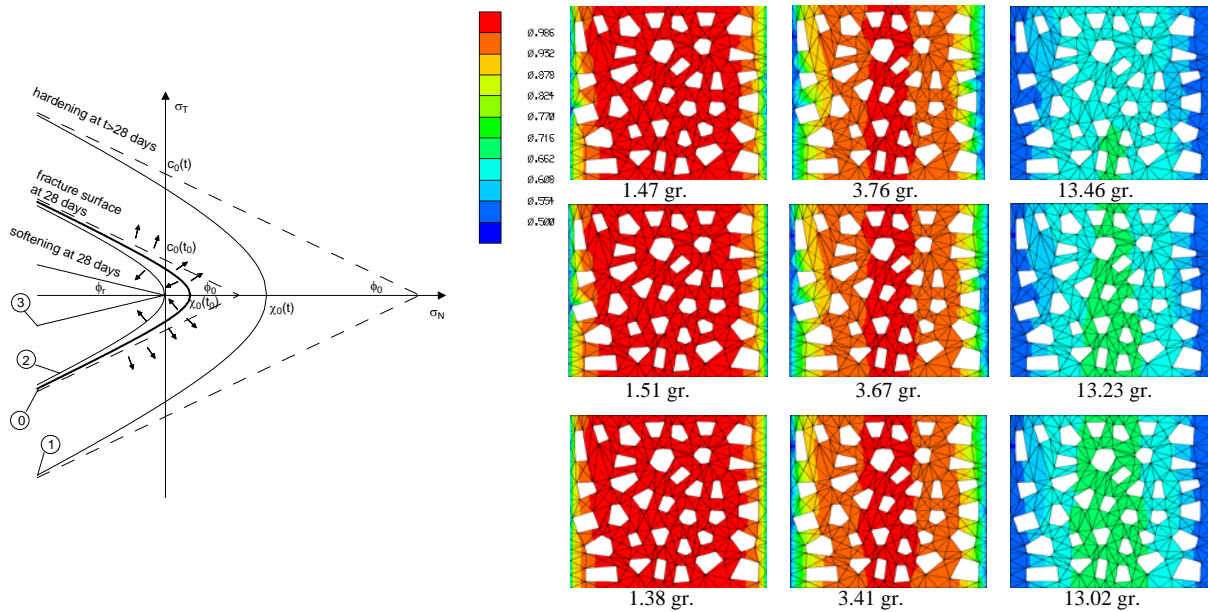 hardening at t>28 days
σT
c₀(t)
fracture surface
at 28 days
softening at 28 days
c₀(t₀)
ϕr
ϕ₀
ϕ₀
χ₀(t₀)
χ₀(t)
σN
3
2
0
1
0.986
0.932
0.878
0.824
0.770
0.716
0.662
0.608
0.554
0.500
1.47 gr.
3.76 gr.
13.46 gr.
1.51 gr.
3.67 gr.
13.23 gr.
1.38 gr.
3.41 gr.
13.02 gr.